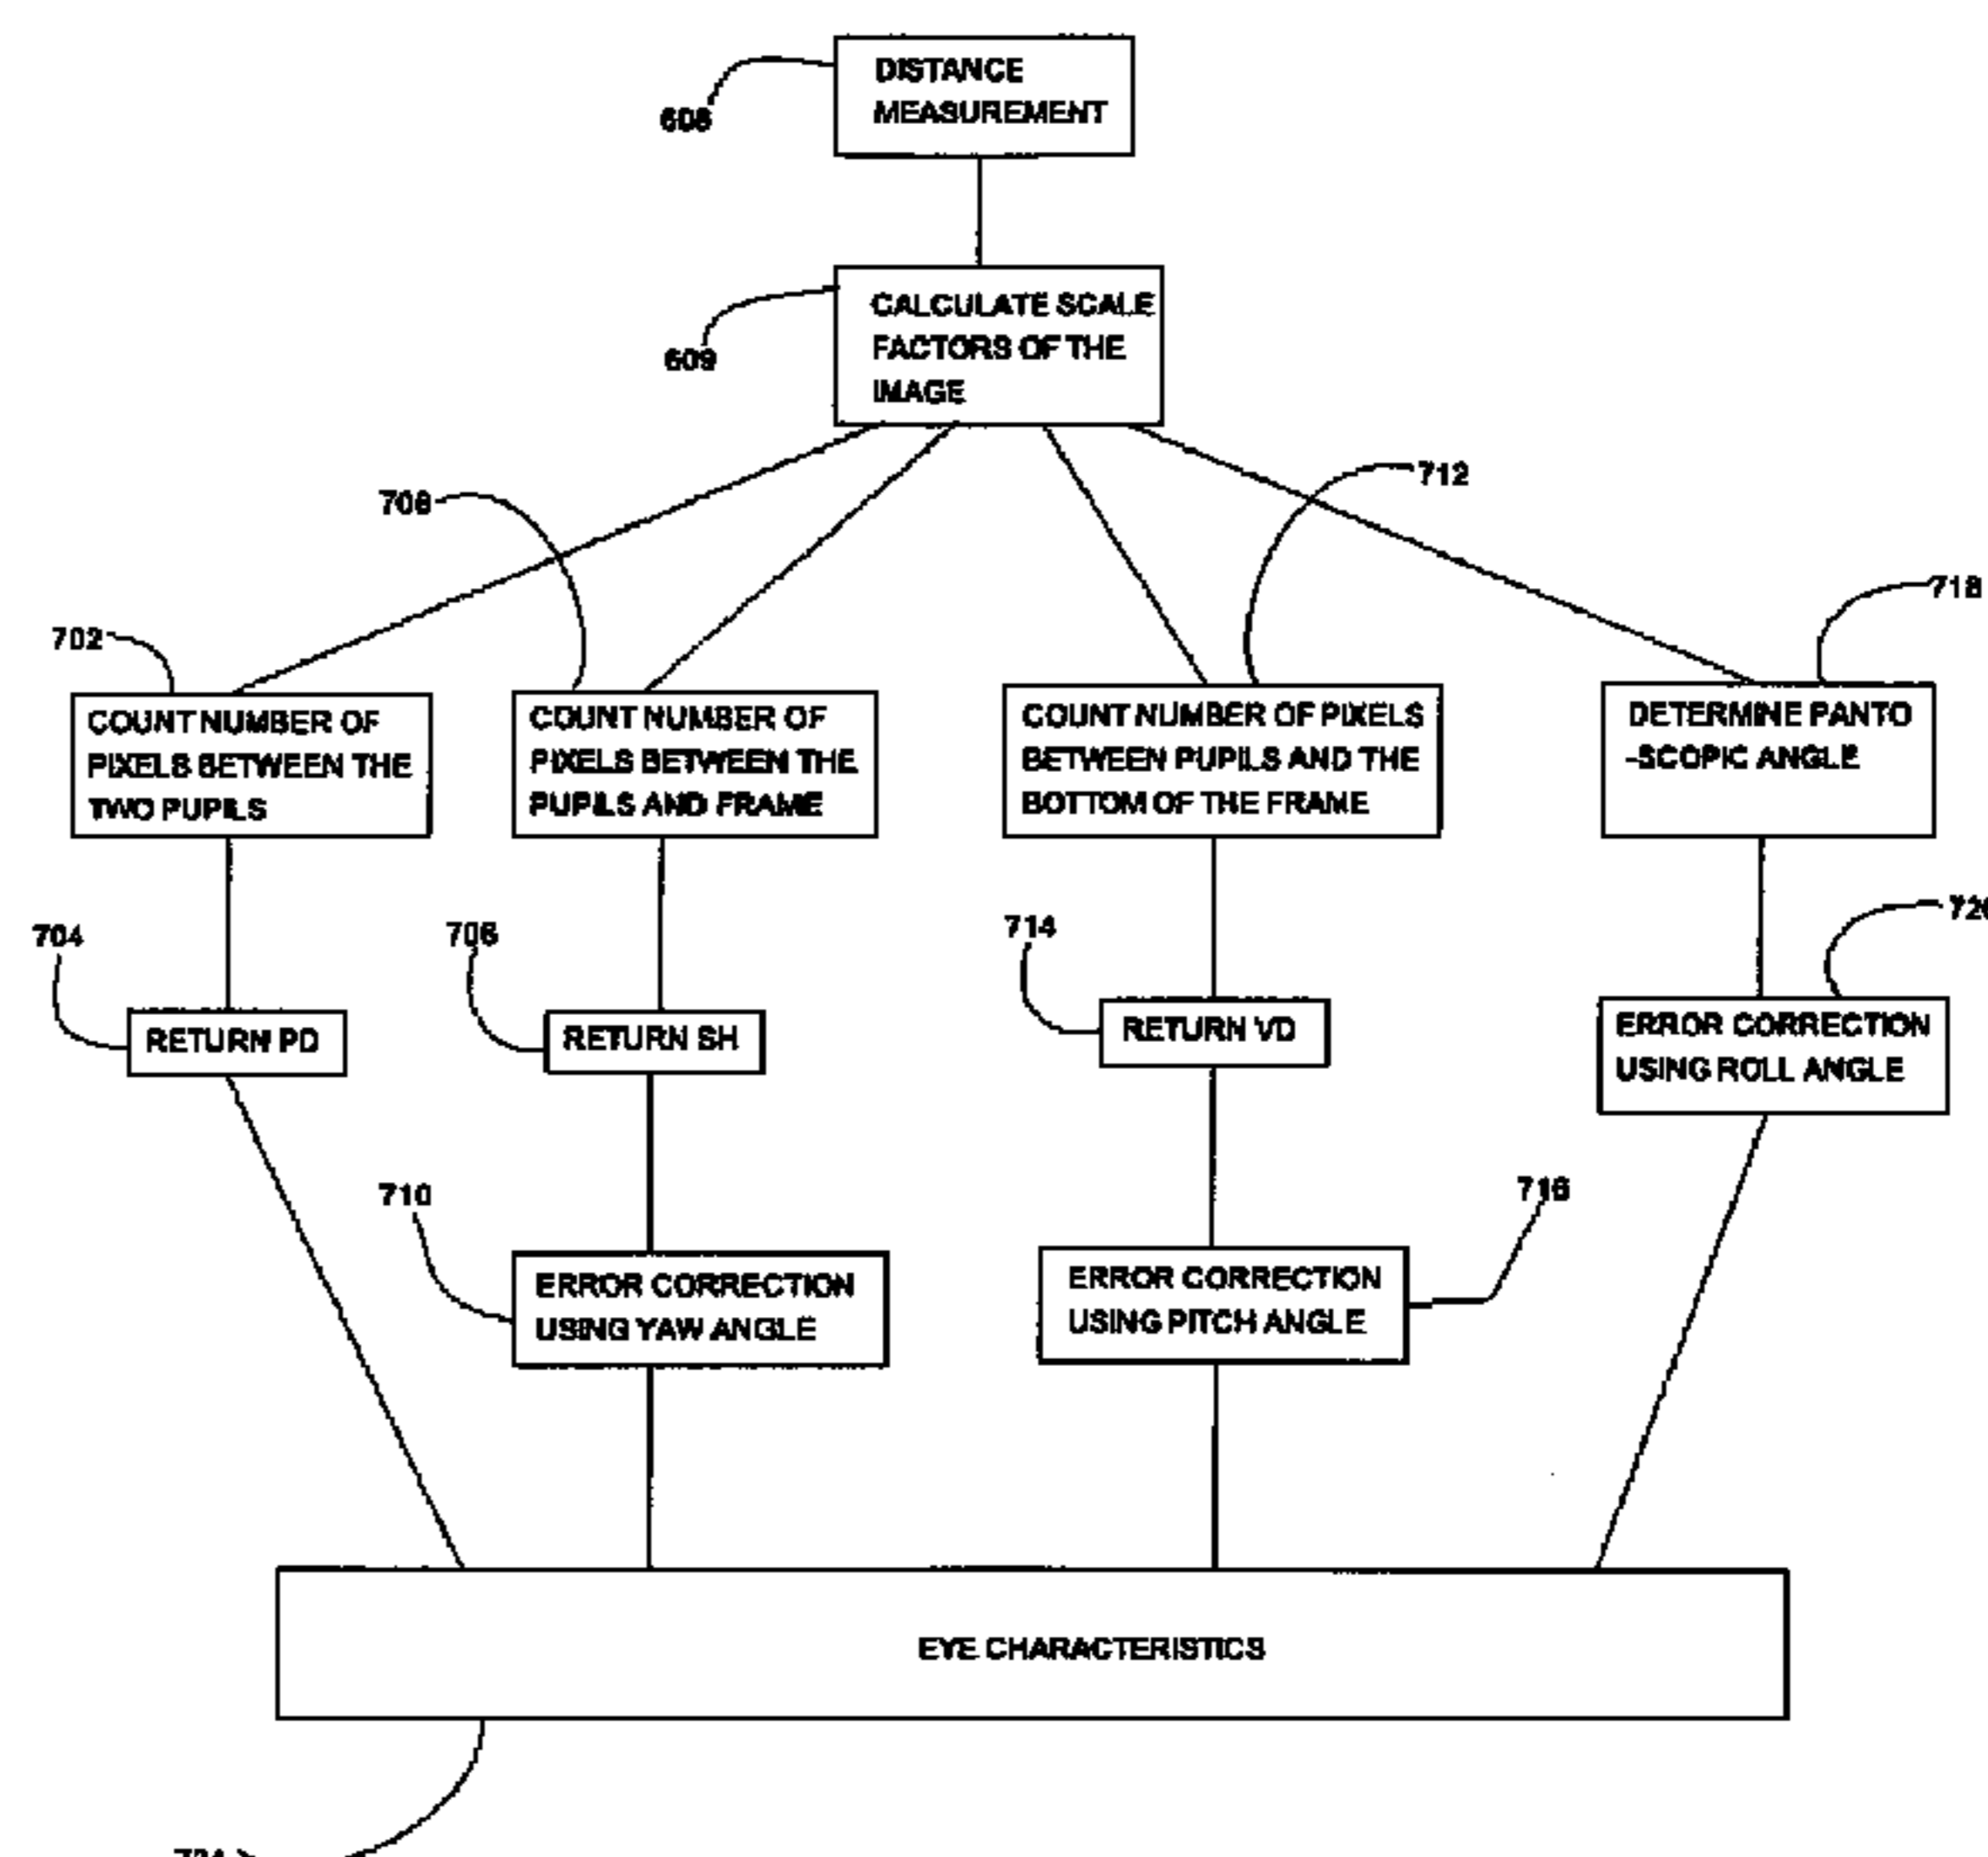 DISTANCE
MEASUREMENT
608
CALCULATE SCALE
FACTORS OF THE
IMAGE
609
712
718
702
COUNT NUMBER OF
PIXELS BETWEEN THE
TWO PUPILS
COUNT NUMBER OF
PIXELS BETWEEN THE
PUPILS AND FRAME
COUNT NUMBER OF PIXELS
BETWEEN PUPILS AND THE
BOTTOM OF THE FRAME
DETERMINE PANTO
-SCOPIC ANGLE
704
714
RETURN PD
RETURN SH
RETURN VD
ERROR CORRECTION
USING ROLL ANGLE
710
716
ERROR CORRECTION
USING YAW ANGLE
ERROR CORRECTION
USING PITCH ANGLE
EYE CHARACTERISTICS